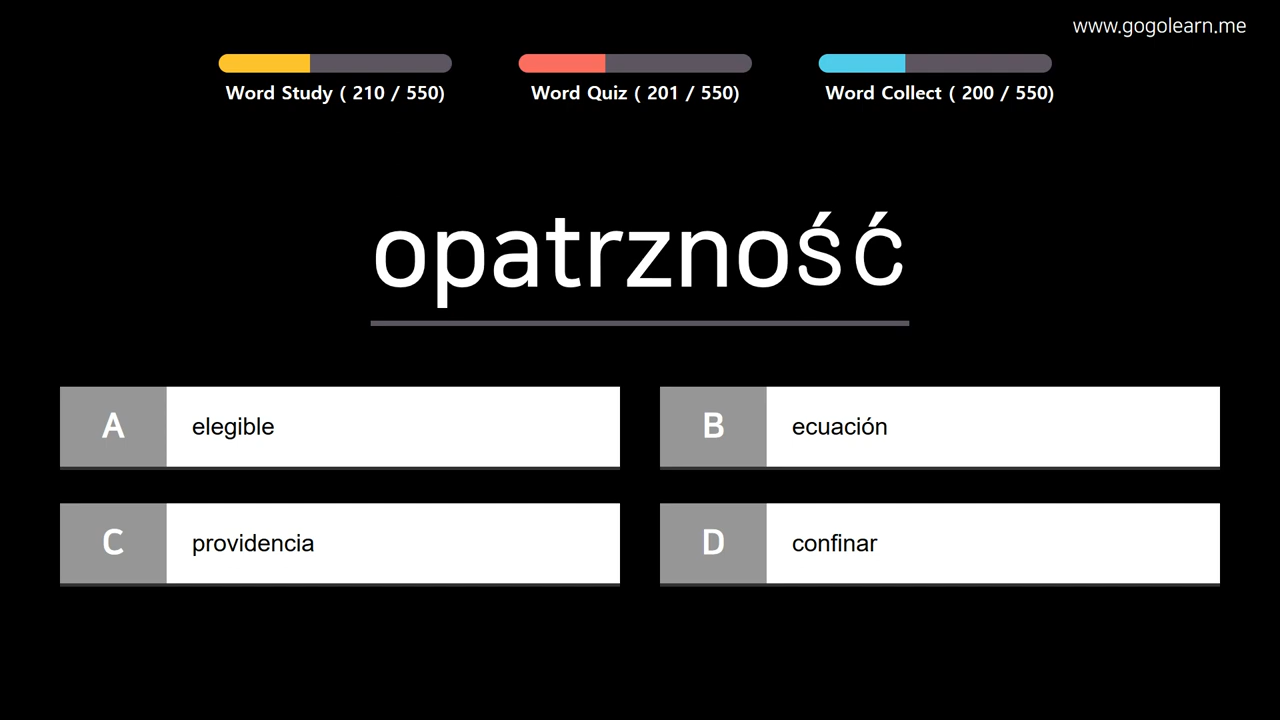 www.gogolearn.me
Word Study ( 210 / 550)
Word Quiz ( 201 / 550)
Word Collect ( 200 / 550)
opatrzność
A elegible
B ecuación
C providencia
D confinar